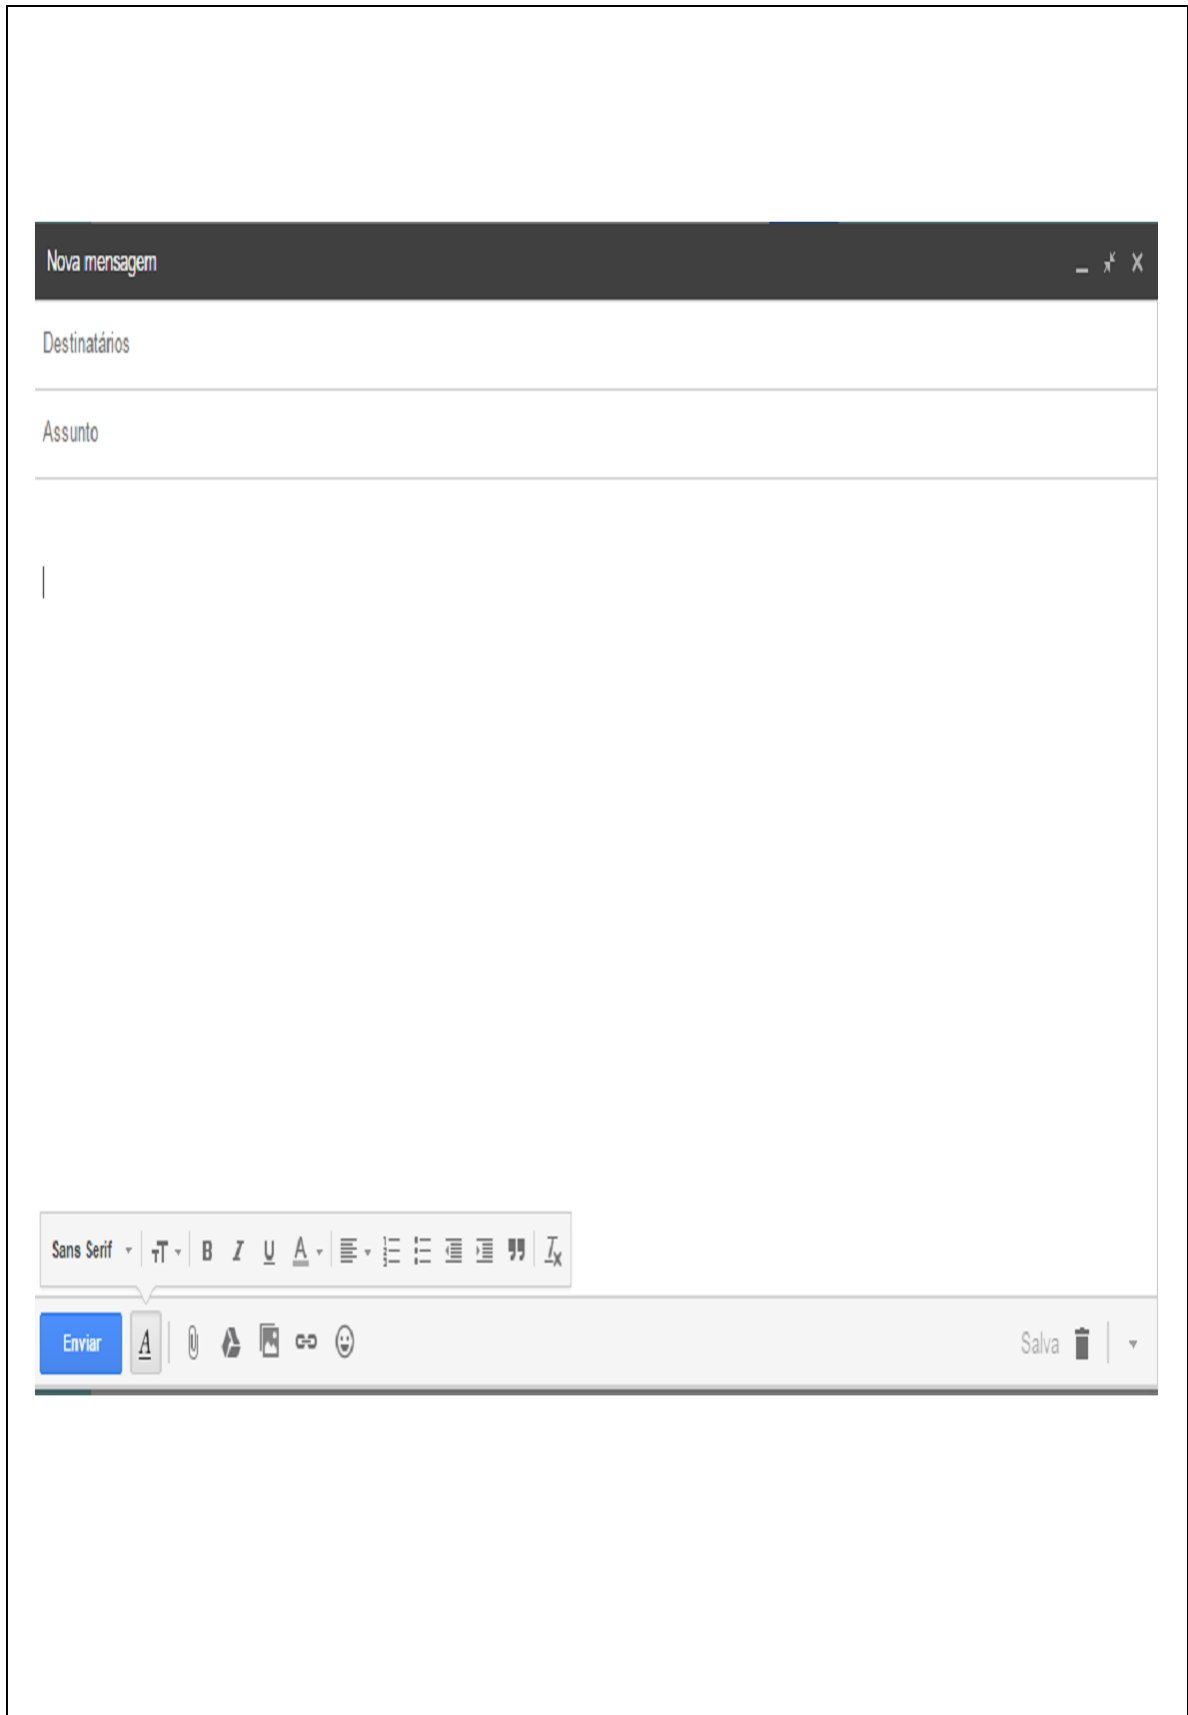 Nova mensagem
Destinatários
Assunto
Sans Serif
Enviar
Salva